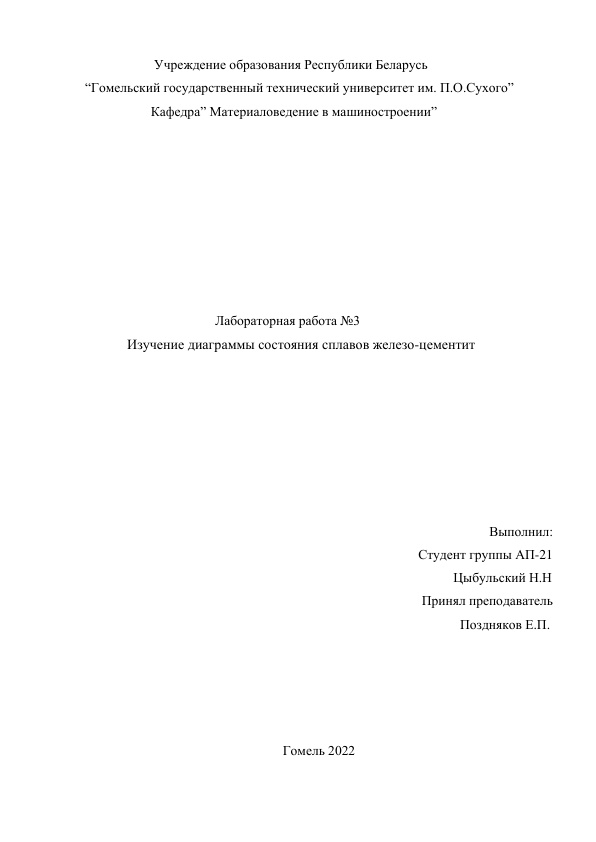 Учреждение образования Республики Беларусь
“Гомельский государственный технический университет им. П.О.Сухого”
Кафедра” Материаловедение в машиностроении”
Лабораторная работа №3
Изучение диаграммы состояния сплавов железо-цементит
Выполнил:
Студент группы АП-21
Цыбульский Н.Н
Принял преподаватель
Поздняков Е.П.
Гомель 2022